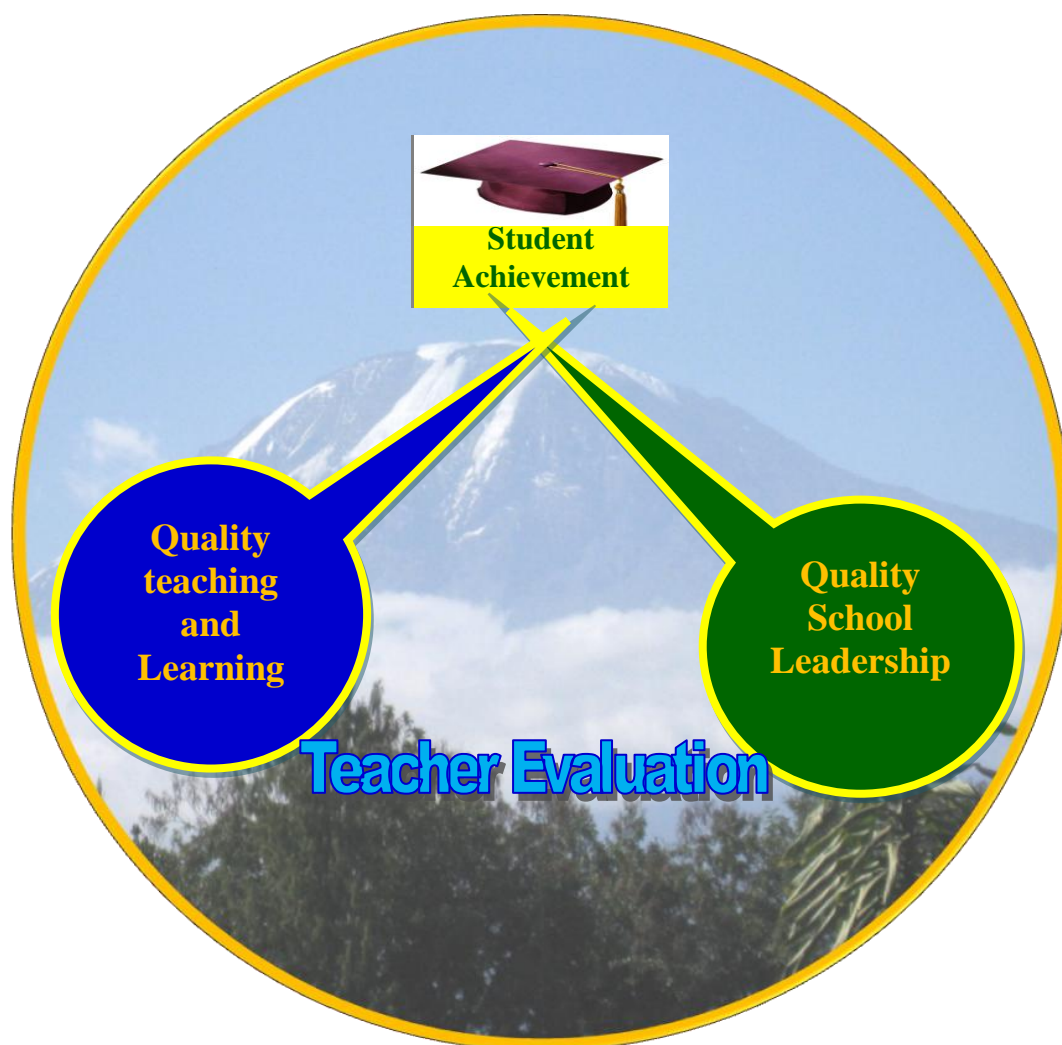 Student
Achievement
Quality
teaching
and
Learning
Quality
School
Leadership
Teacher Evaluation